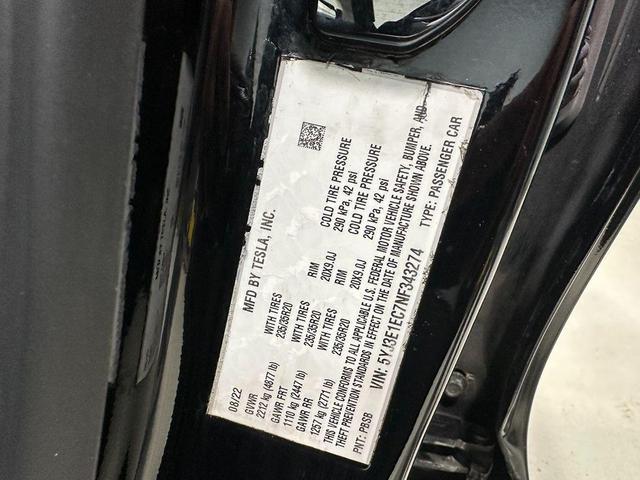 MFD BY TESLA, INC.
08/22
GVWR
2212 kg (4877 lb)
GAWR FRT WITH TIRES RIM COLD TIRE PRESSURE
1110 kg (2447 lb) 235/35R20 20X9.0J 290 kPa, 42 psi
GAWR RR WITH TIRES RIM COLD TIRE PRESSURE
1257 kg (2771 lb) 235/35R20 20X9.0J 290 kPa, 42 psi
THIS VEHICLE CONFORMS TO ALL APPLICABLE U.S. FEDERAL MOTOR VEHICLE SAFETY, BUMPER, AND
THEFT PREVENTION STANDARDS IN EFFECT ON THE DATE OF MANUFACTURE SHOWN ABOVE.
VIN: 5YJ3E1EC7NF343274 TYPE: PASSENGER CAR
PNT: PBSB